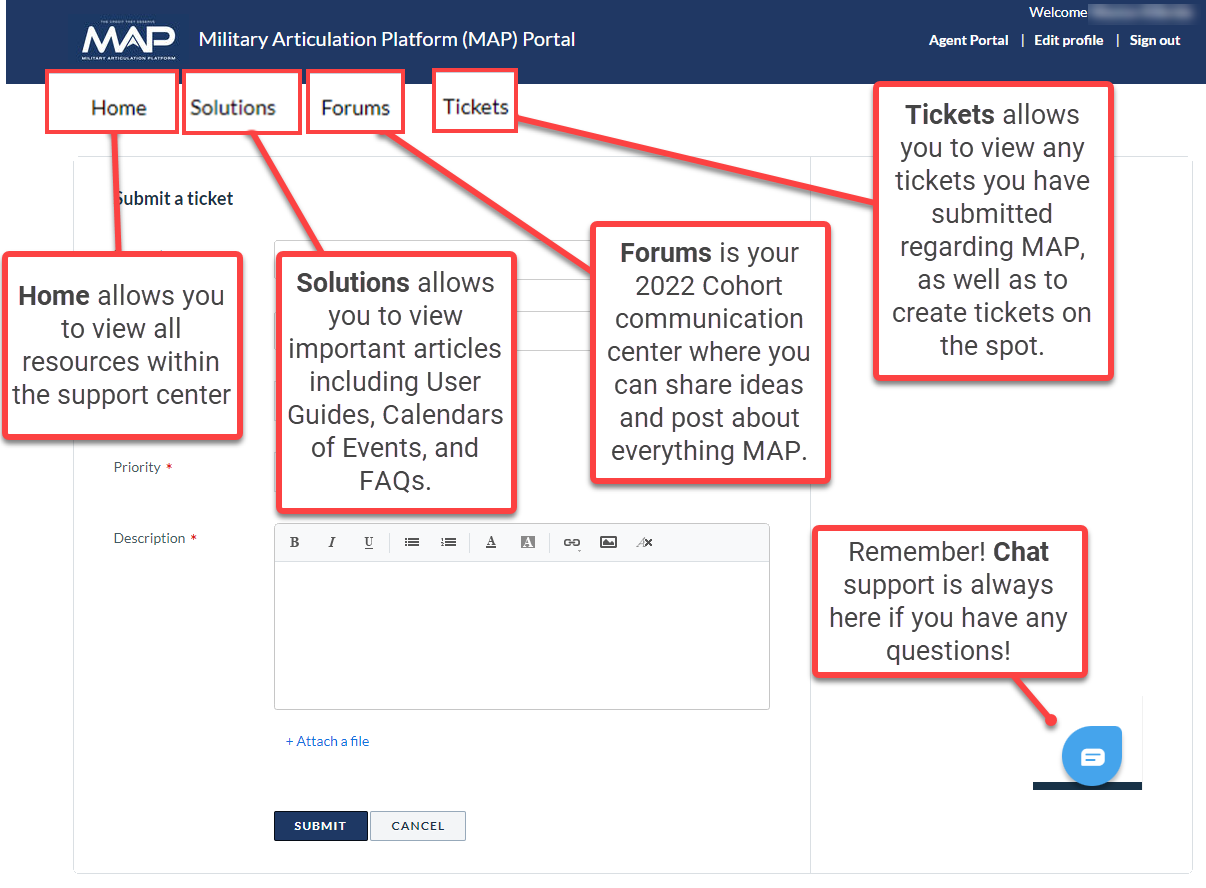 Welcome
THE CREDIT THEY DESERVE
MAP
MILITARY ARTICULATION PLATFORM
Military Articulation Platform (MAP) Portal
Agent Portal | Edit profile | Sign out
Home
Solutions
Forums
Tickets
Submit a ticket
Tickets allows
you to view any
tickets you have
submitted
regarding MAP,
as well as to
create tickets on
the spot.
Forums is your
2022 Cohort
communication
center where you
can share ideas
and post about
everything MAP.
Solutions allows
you to view
important articles
including User
Guides, Calendars
of Events, and
FAQs.
Home allows you
to view all
resources within
the support center
Priority *
Description *
B I U A A
Remember! Chat
support is always
here if you have any
questions!
+ Attach a file
SUBMIT
CANCEL